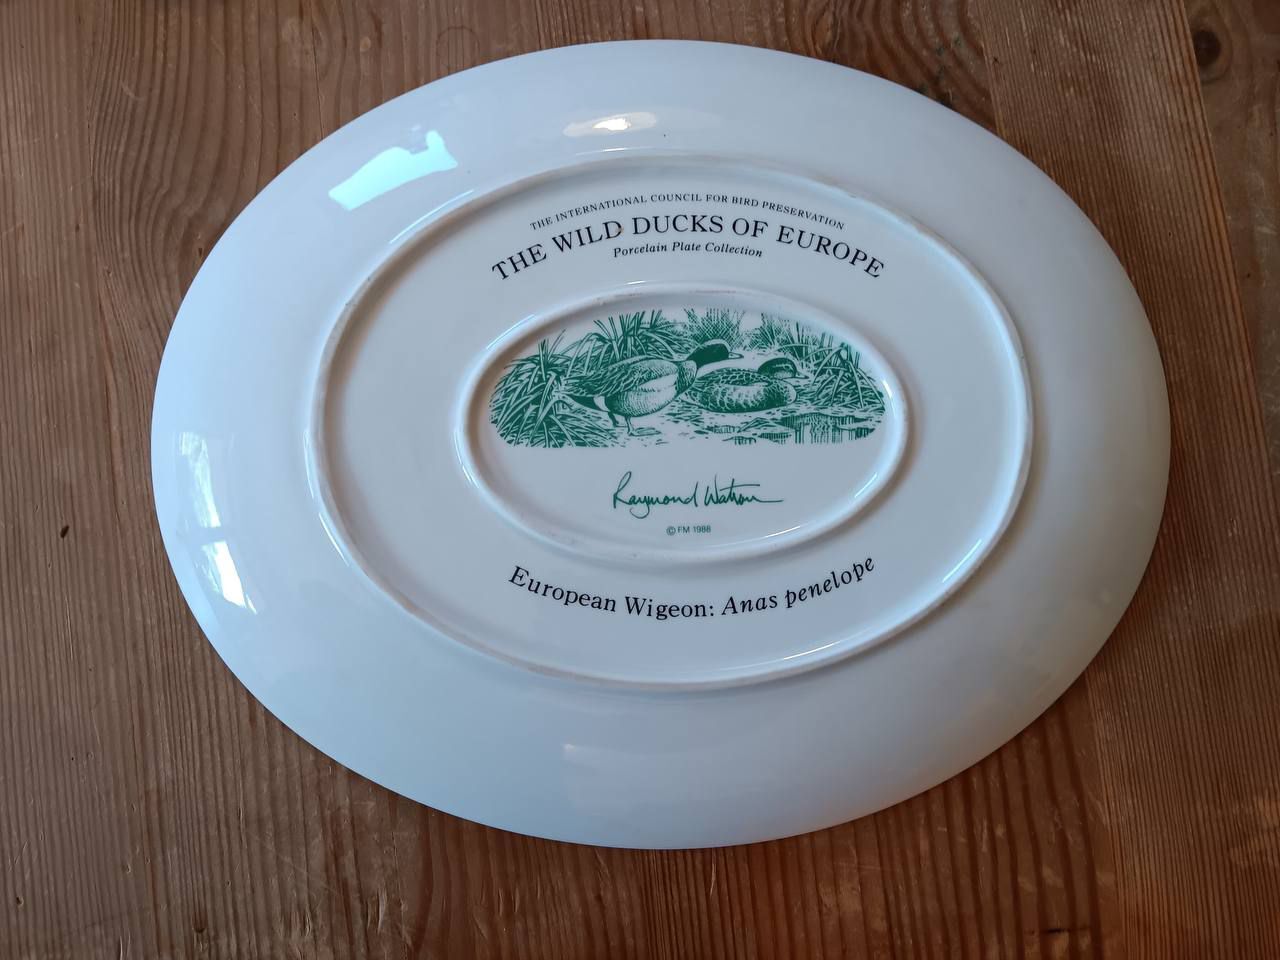 THE INTERNATIONAL COUNCIL FOR BIRD PRESERVATION
THE WILD DUCKS OF EUROPE
Porcelain Plate Collection
Raymond Watson
© FM 1988
European Wigeon: Anas penelope